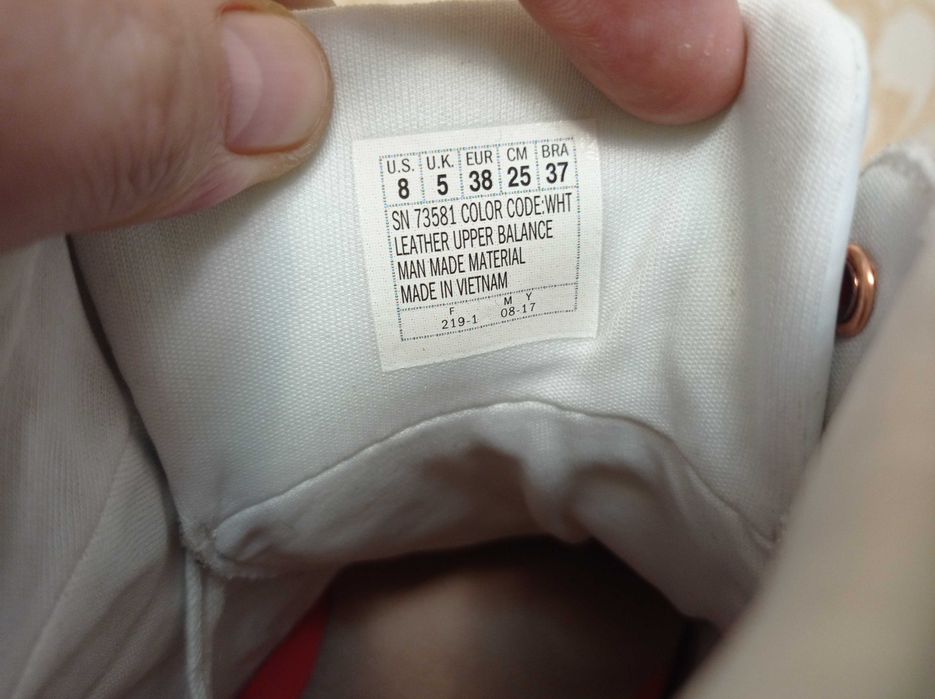 U.S. U.K. EUR CM BRA
8 5 38 25 37
SN 73581 COLOR CODE:WHT
LEATHER UPPER BALANCE
MAN MADE MATERIAL
MADE IN VIETNAM
F M Y
219-1 08-17